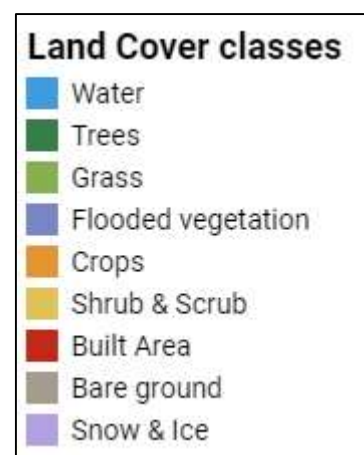 Land Cover classes
Water
Trees
Grass
Flooded vegetation
Crops
Shrub & Scrub
Built Area
Bare ground
Snow & Ice